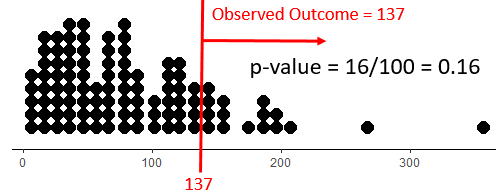 Observed Outcome = 137
p-value = 16/100 = 0.16
0 100 200 300
137